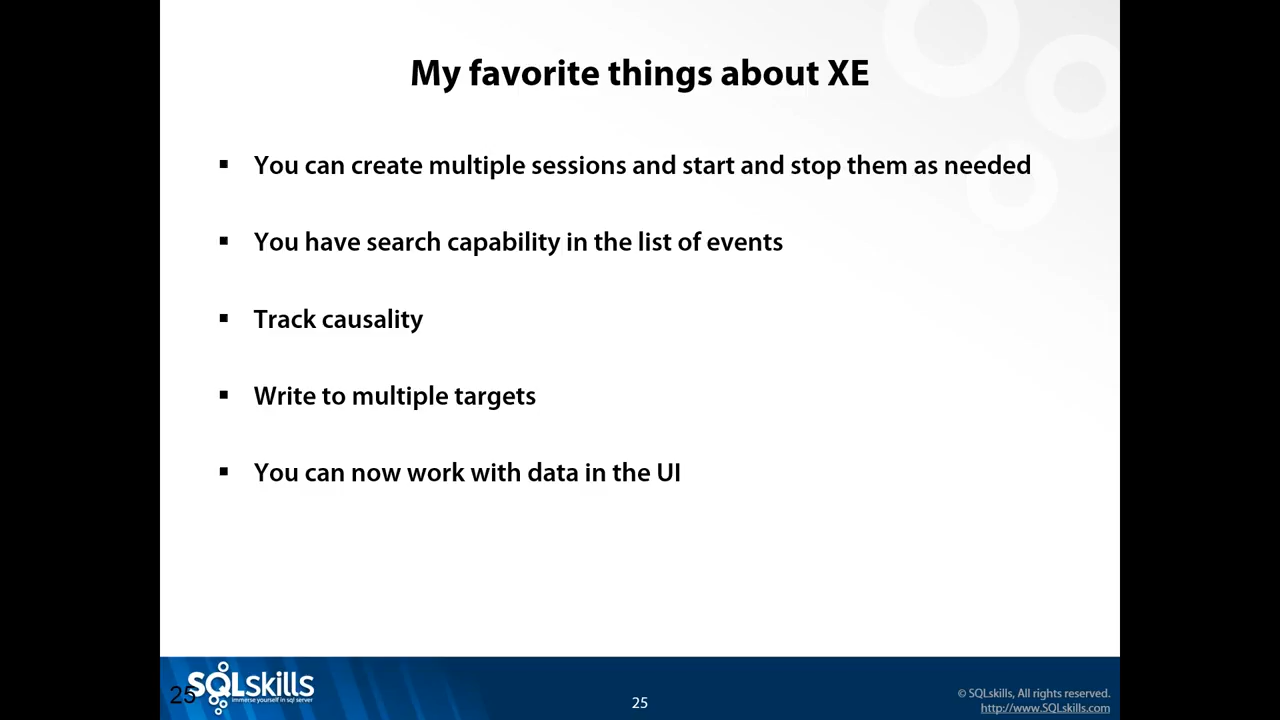 My favorite things about XE
▪ You can create multiple sessions and start and stop them as needed
▪ You have search capability in the list of events
▪ Track causality
▪ Write to multiple targets
▪ You can now work with data in the UI
25
SQLskills
immerse yourself in sql server
25
© SQLskills, All rights reserved.
http://www.SQLskills.com